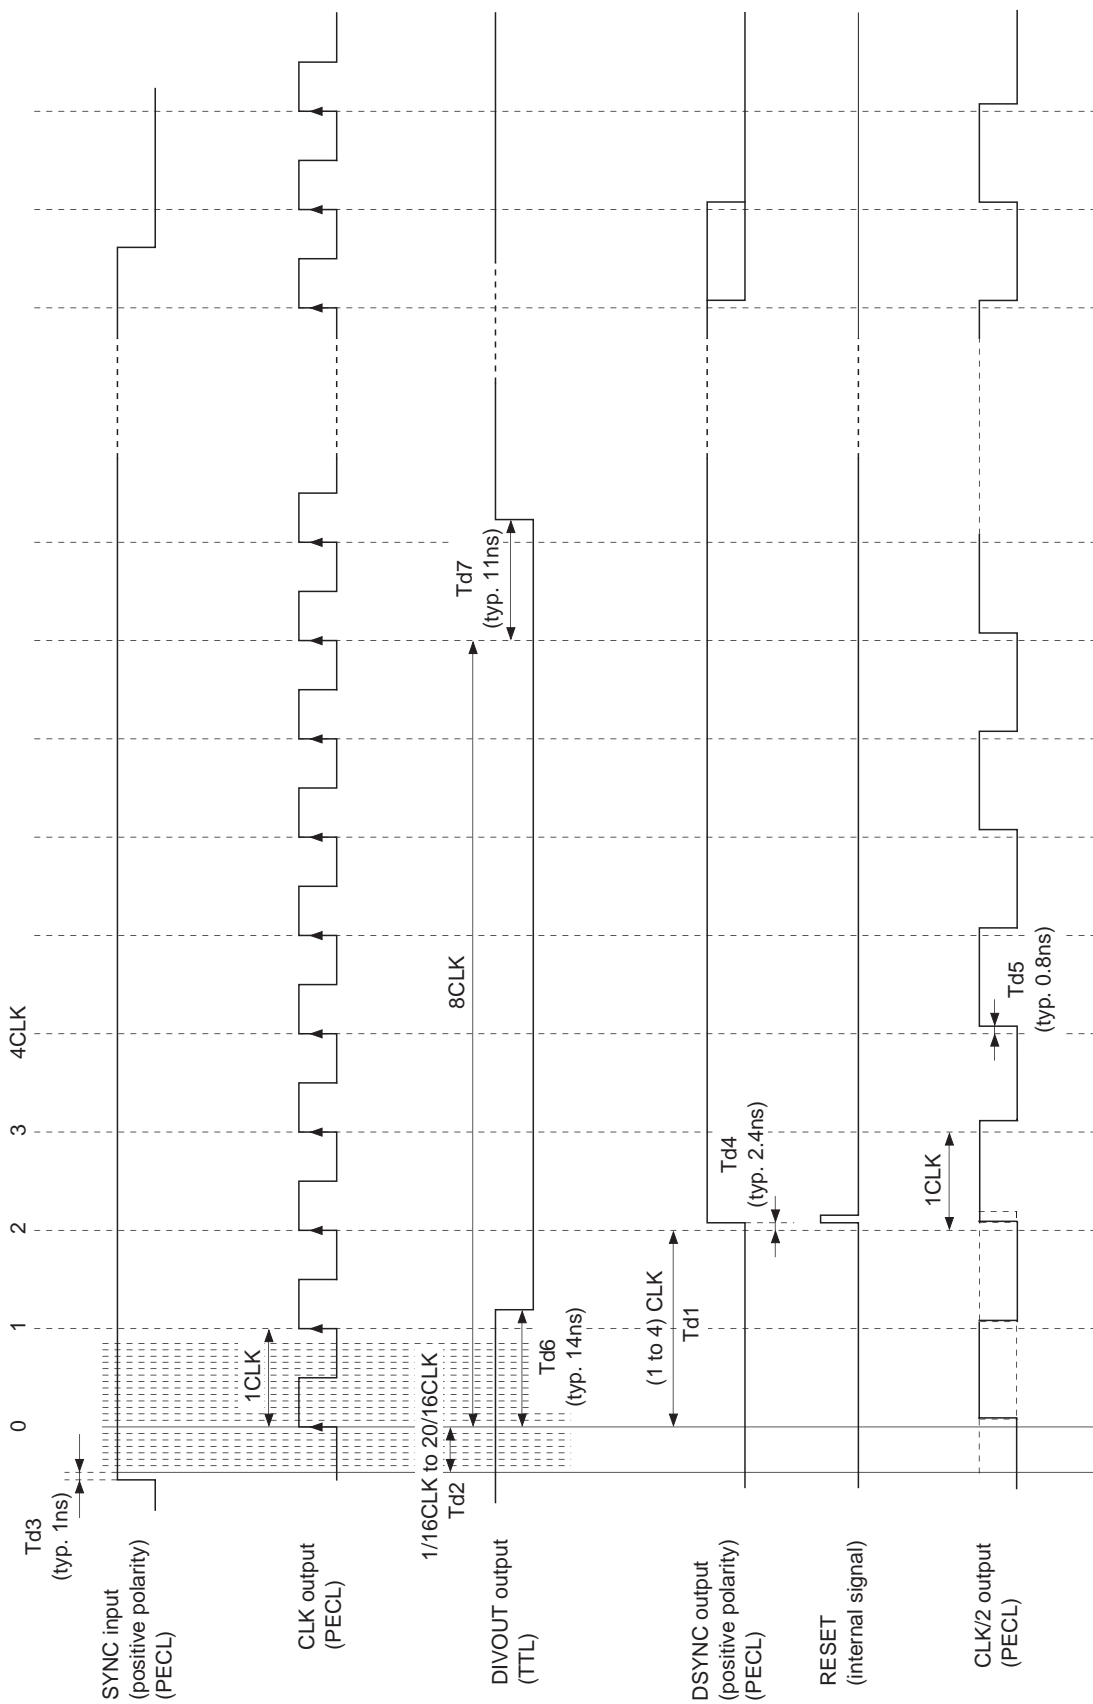 Td3
(typ. 1ns)
0
1
2
3
4CLK
SYNC input
(positive polarity)
(PECL)
CLK output
(PECL)
1CLK
1/16CLK to 20/16CLK
Td2
8CLK
Td7
(typ. 11ns)
DIVOUT output
(TTL)
Td6
(typ. 14ns)
(1 to 4) CLK
Td1
DSYNC output
(positive polarity)
(PECL)
Td4
(typ. 2.4ns)
RESET
(internal signal)
1CLK
Td5
(typ. 0.8ns)
CLK/2 output
(PECL)